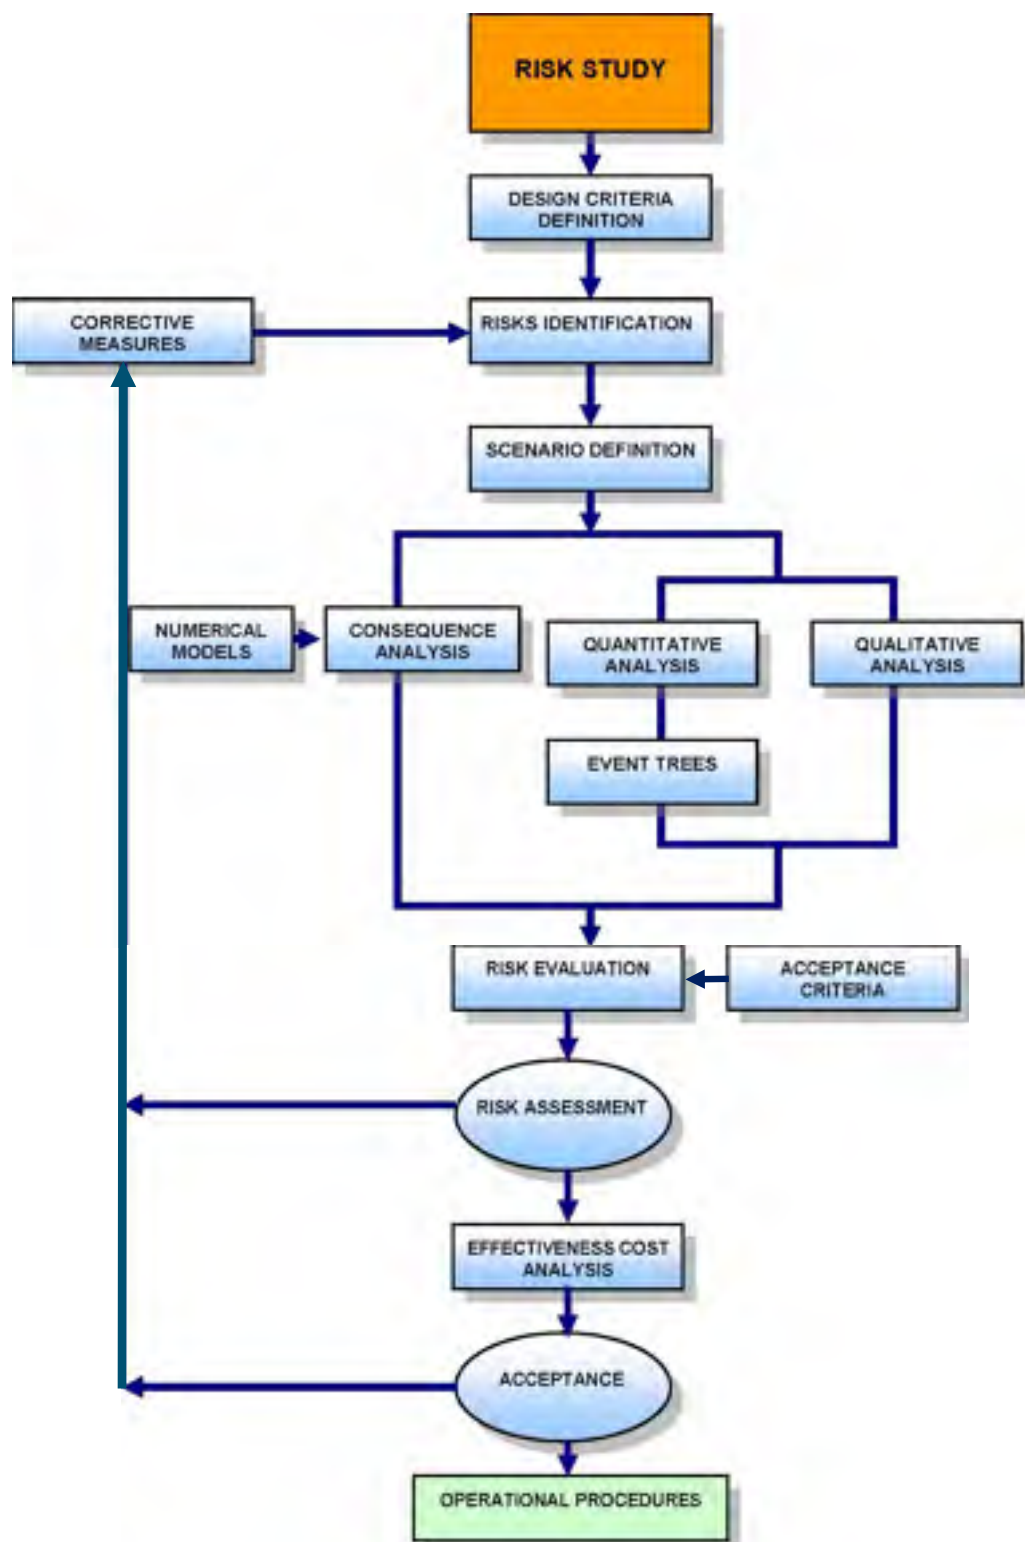 RISK STUDY
DESIGN CRITERIA
DEFINITION
CORRECTIVE
MEASURES
RISKS IDENTIFICATION
SCENARIO DEFINITION
NUMERICAL
MODELS
CONSEQUENCE
ANALYSIS
QUANTITATIVE
ANALYSIS
QUALITATIVE
ANALYSIS
EVENT TREES
RISK EVALUATION
ACCEPTANCE
CRITERIA
RISK ASSESSMENT
EFFECTIVENESS COST
ANALYSIS
ACCEPTANCE
OPERATIONAL PROCEDURES